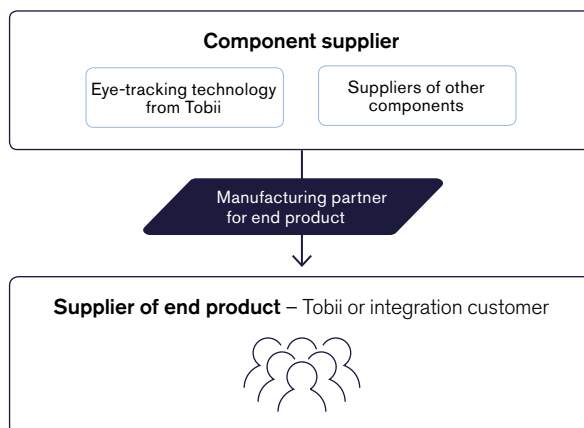 Component supplier
Eye-tracking technology
from Tobii
Suppliers of other
components
Manufacturing partner
for end product
Supplier of end product – Tobii or integration customer